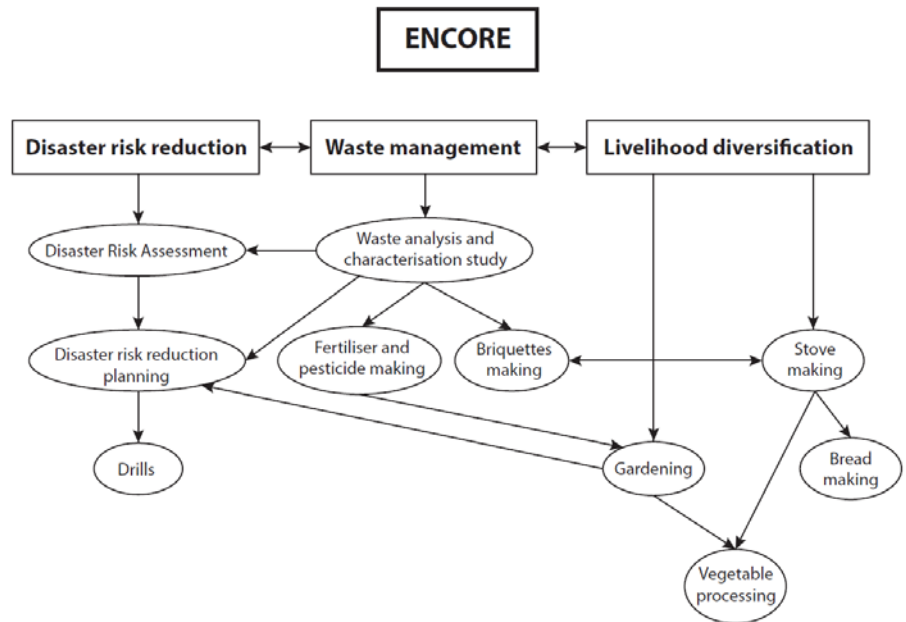 ENCORE
Disaster risk reduction
Waste management
Livelihood diversification
Disaster Risk Assessment
Waste analysis and
characterisation study
Disaster risk reduction
planning
Fertiliser and
pesticide making
Briquettes
making
Stove
making
Drills
Gardening
Bread
making
Vegetable
processing